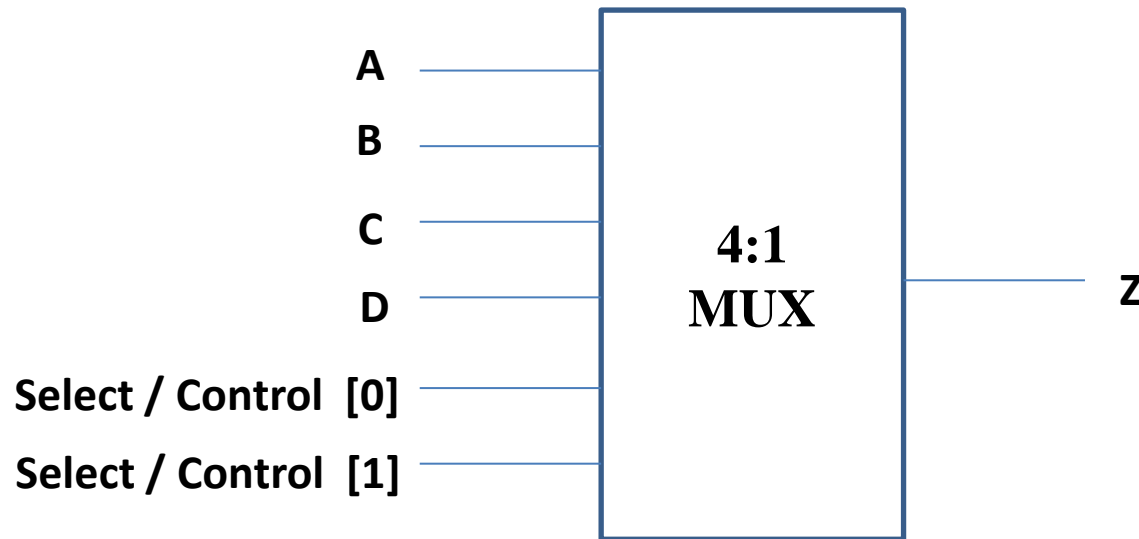 A
B
C
D
Select / Control [0]
Select / Control [1]
4:1
MUX
Z